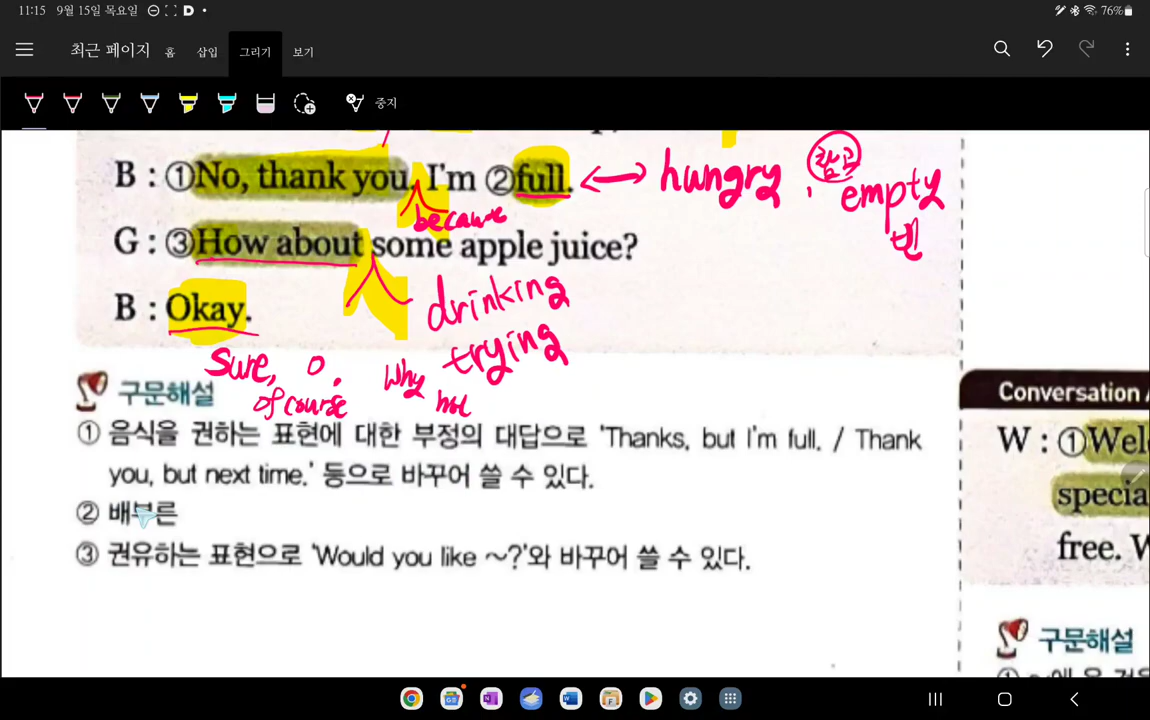 11:15 9월 15일 목요일
76%
최근 페이지 홈 삽입 그리기 보기
중지
B : ①No, thank you. I'm ②full. hungry 참고 empty
because
빈
G : ③How about some apple juice?
drinking
B : Okay.
trying
Sure, of course why not
구문해설
① 음식을 권하는 표현에 대한 부정의 대답으로 'Thanks, but I'm full. / Thank
you, but next time.' 등으로 바꾸어 쓸 수 있다.
② 배부른
③ 권유하는 표현으로 'Would you like ~?'와 바꾸어 쓸 수 있다.
Conversation
W : ①Wel
specia
free. W
구문해설